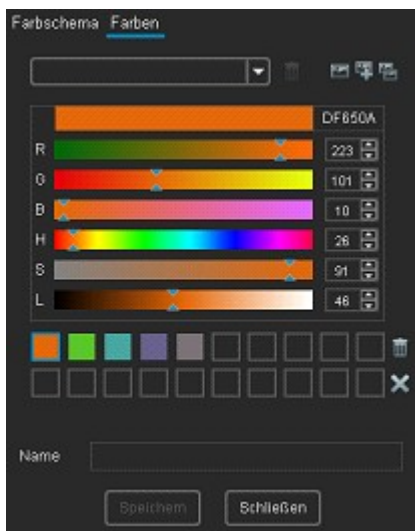 Farbschema Farben
DF650A
R 223
G 101
B 10
H 26
S 91
L 46
Name
Speichern Schließen